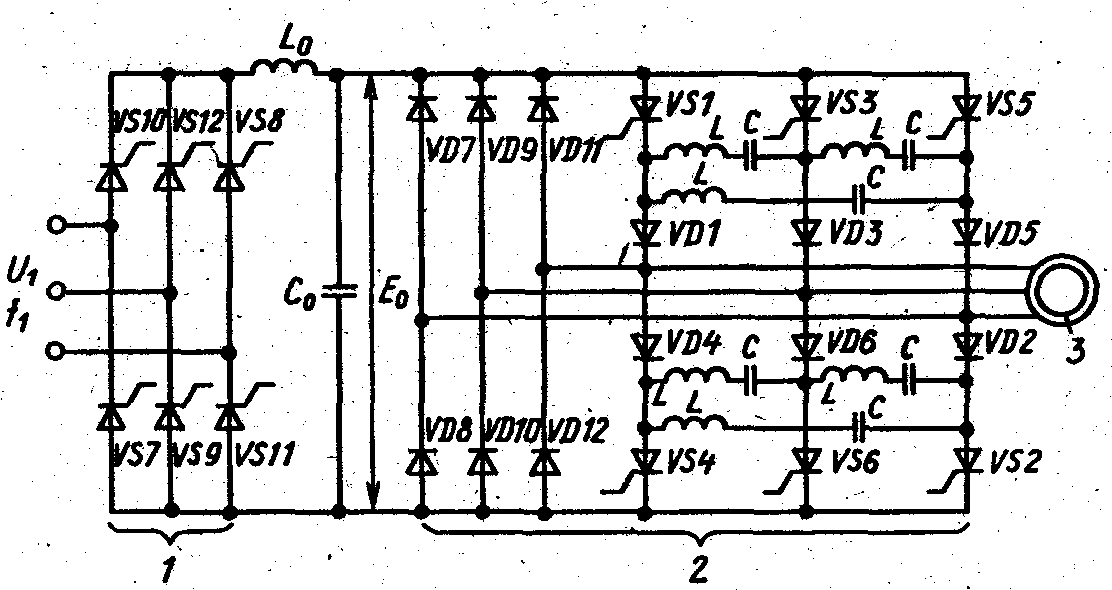 L0
VS10 VS12 VS8
VD7 VD9 VD11
VS1 VS3 VS5
L C L C
L C
VD1 VD3 VD5
U1
f1
C0 E0
VD4 C VD6 C VD2
3
L L L C
VS7 VS9 VS11
VD8 VD10 VD12
VS4 VS6 VS2
1 2